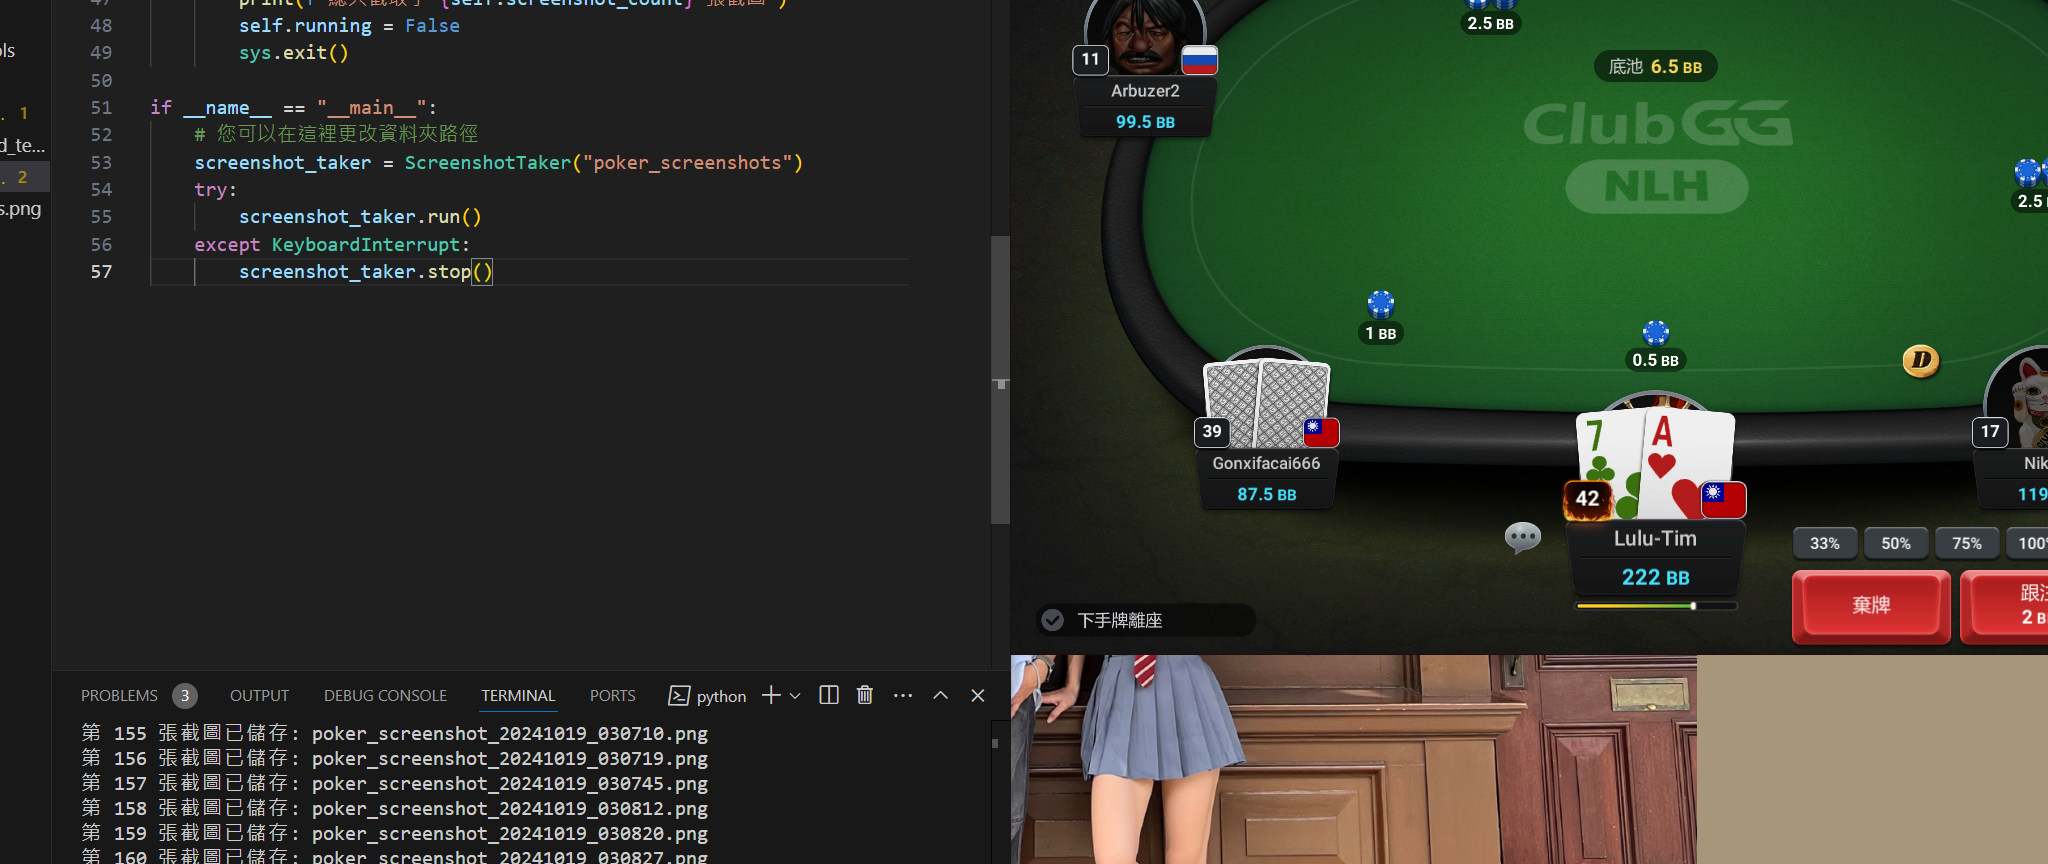 ols
. 1
d_te...
. 2
s.png
47 print(f"總共截取了 {self.screenshot_count} 張截圖")
48 self.running = False
49 sys.exit()
50
51 if __name__ == "__main__":
52 # 您可以在這裡更改資料夾路徑
53 screenshot_taker = ScreenshotTaker("poker_screenshots")
54 try:
55 screenshot_taker.run()
56 except KeyboardInterrupt:
57 screenshot_taker.stop()
PROBLEMS 3 OUTPUT DEBUG CONSOLE TERMINAL PORTS python
第 155 張截圖已儲存: poker_screenshot_20241019_030710.png
第 156 張截圖已儲存: poker_screenshot_20241019_030719.png
第 157 張截圖已儲存: poker_screenshot_20241019_030745.png
第 158 張截圖已儲存: poker_screenshot_20241019_030812.png
第 159 張截圖已儲存: poker_screenshot_20241019_030820.png
第 160 張截圖已儲存: poker_screenshot_20241019_030827.png
2.5 BB
底池 6.5 BB
11
Arbuzer2
99.5 BB
ClubGG
NLH
2.5
1 BB
0.5 BB
D
39
Gonxifacai666
87.5 BB
7 A
42
Lulu-Tim
222 BB
17
Nik
119
33% 50% 75% 100%
棄牌
跟注
2 BB
下手牌離座